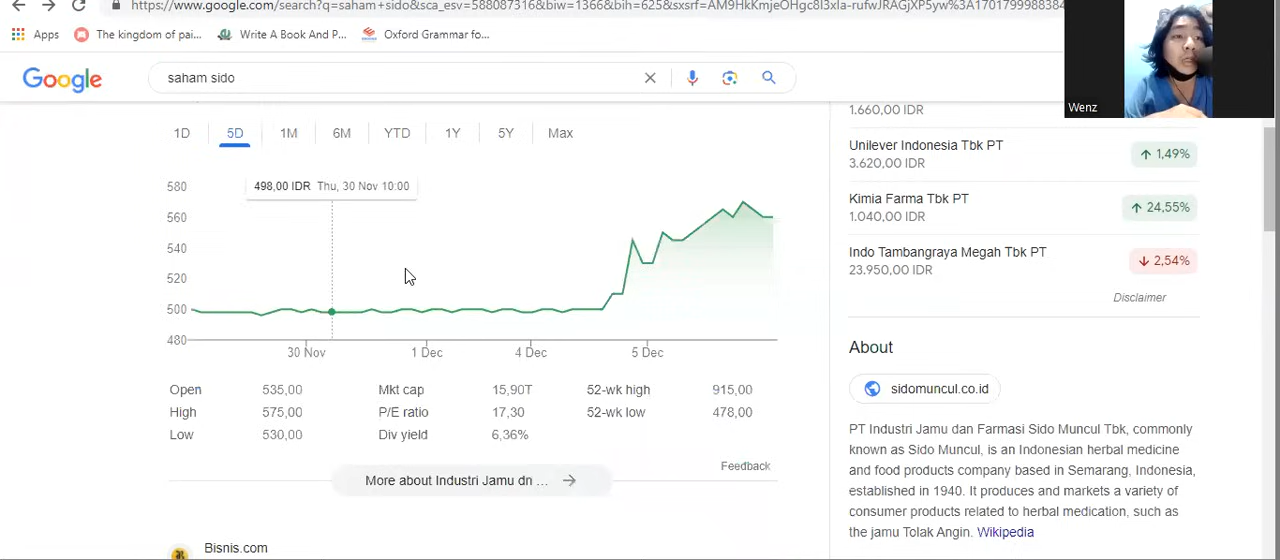 https://www.google.com/search?q=saham+sido&sca_esv=588087316&biw=1366&bih=625&sxsrf=AM9HkKmjeOHgc8I3xla-rufwJRAGjXP5yw%3A1701799988384
Apps
The kingdom of pai...
Write A Book And P...
Oxford Grammar fo...
Wenz
Google
saham sido
1D 5D 1M 6M YTD 1Y 5Y Max
498,00 IDR Thu, 30 Nov 10:00
580
560
540
520
500
480
30 Nov 1 Dec 4 Dec 5 Dec
Open 535,00 Mkt cap 15,90T 52-wk high 915,00
High 575,00 P/E ratio 17,30 52-wk low 478,00
Low 530,00 Div yield 6,36%
Feedback
More about Industri Jamu dn ...
Bisnis.com
1.660,00 IDR
Unilever Indonesia Tbk PT
3.620,00 IDR
1,49%
Kimia Farma Tbk PT
1.040,00 IDR
24,55%
Indo Tambangraya Megah Tbk PT
23.950,00 IDR
2,54%
Disclaimer
About
sidomuncul.co.id
PT Industri Jamu dan Farmasi Sido Muncul Tbk, commonly
known as Sido Muncul, is an Indonesian herbal medicine
and food products company based in Semarang, Indonesia,
established in 1940. It produces and markets a variety of
consumer products related to herbal medication, such as
the jamu Tolak Angin. Wikipedia